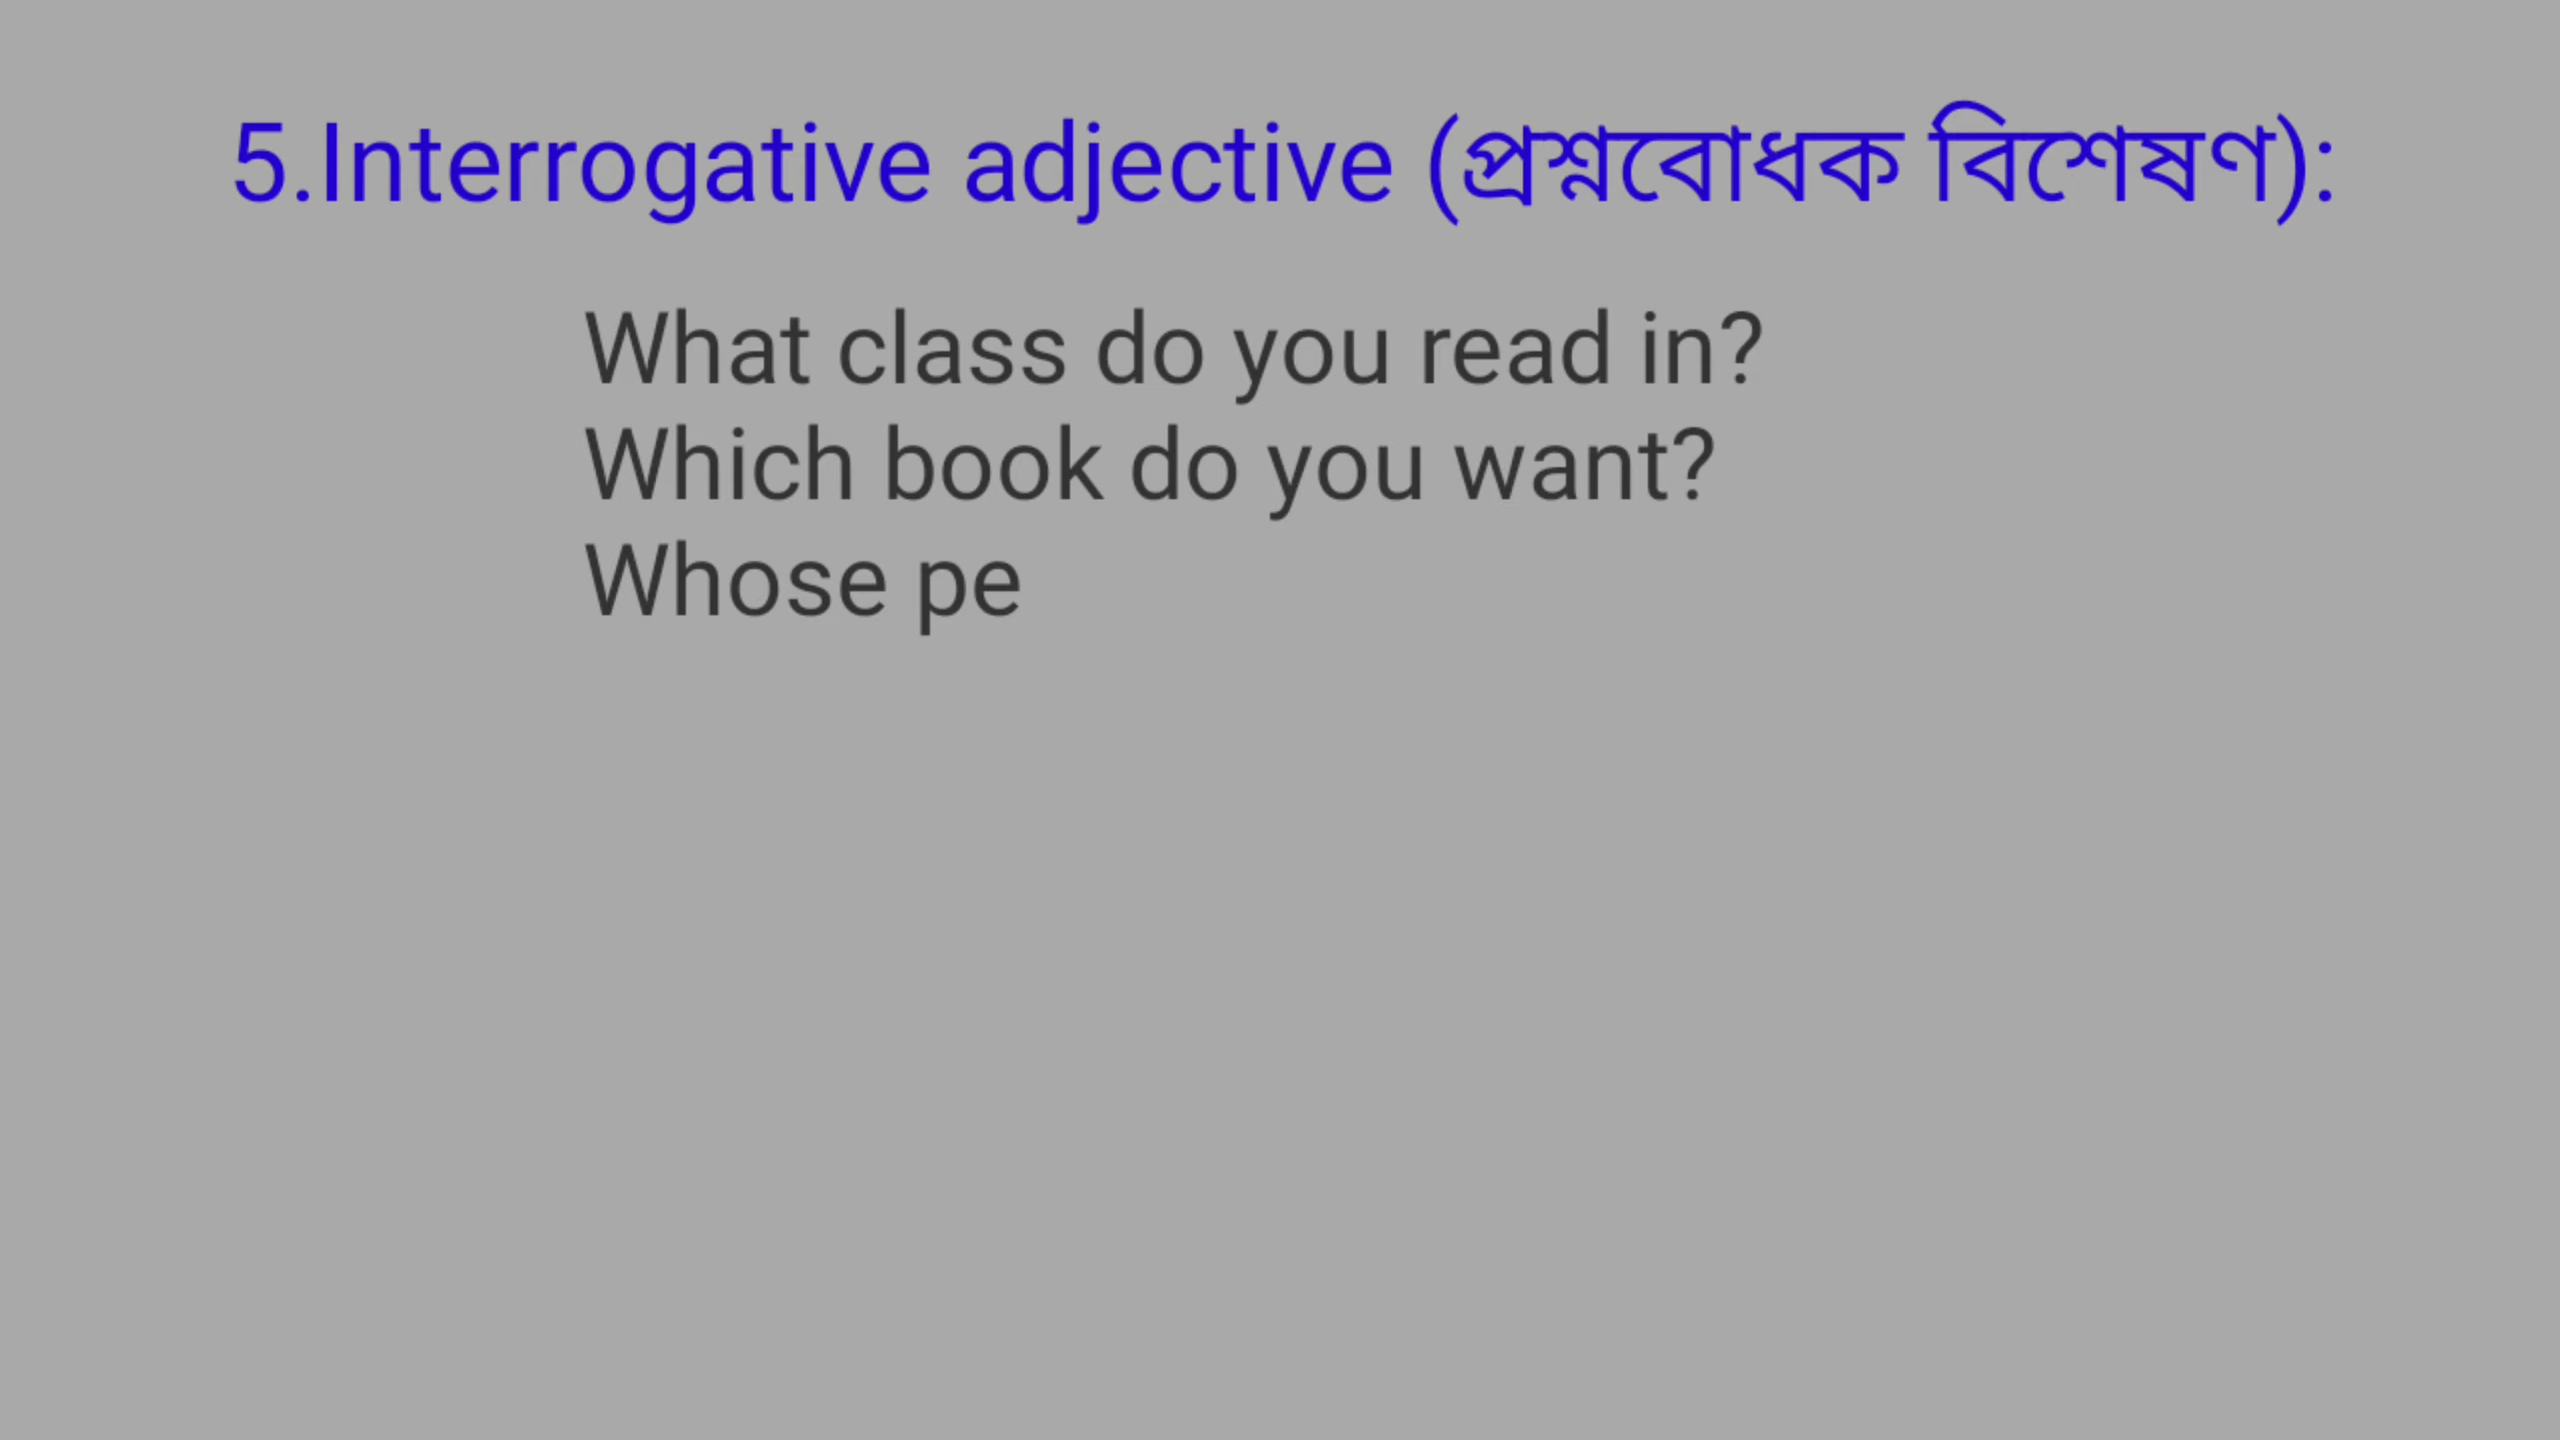 5.Interrogative adjective (প্রশ্নবোধক বিশেষণ):
What class do you read in?
Which book do you want?
Whose pe